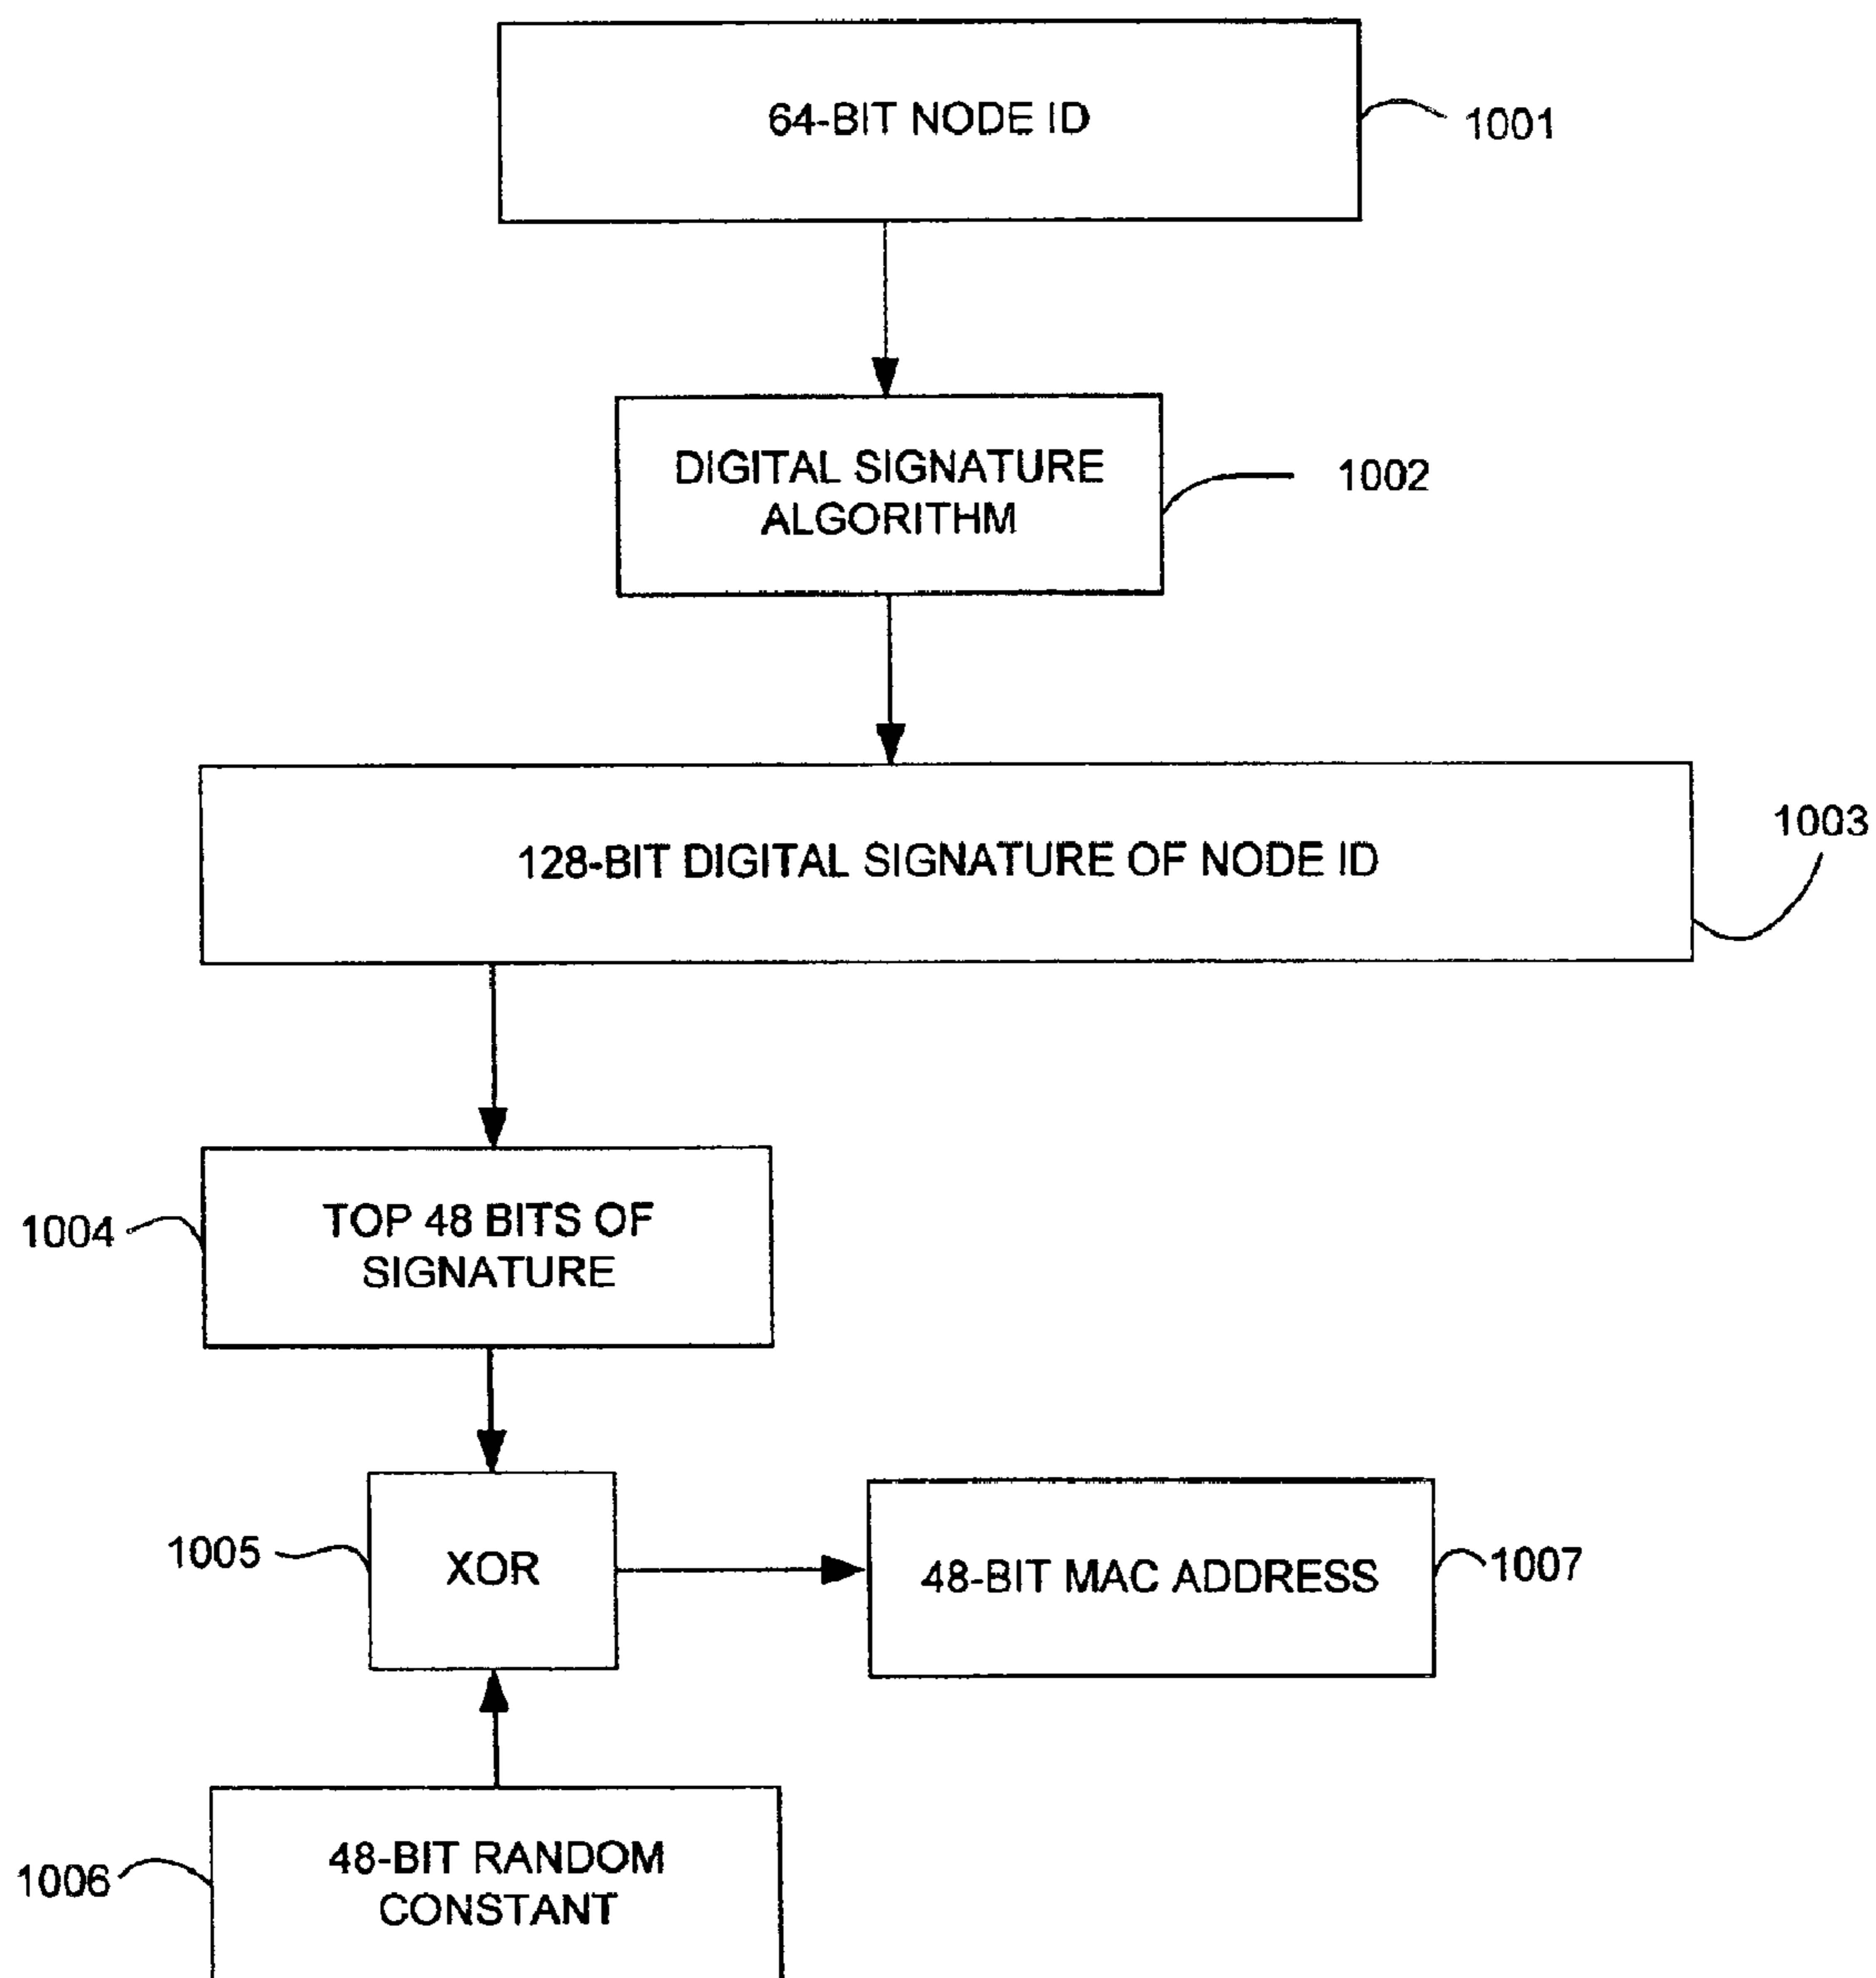 64-BIT NODE ID
1001
DIGITAL SIGNATURE
ALGORITHM
1002
128-BIT DIGITAL SIGNATURE OF NODE ID
1003
1004
TOP 48 BITS OF
SIGNATURE
1005
XOR
48-BIT MAC ADDRESS
1007
1006
48-BIT RANDOM
CONSTANT